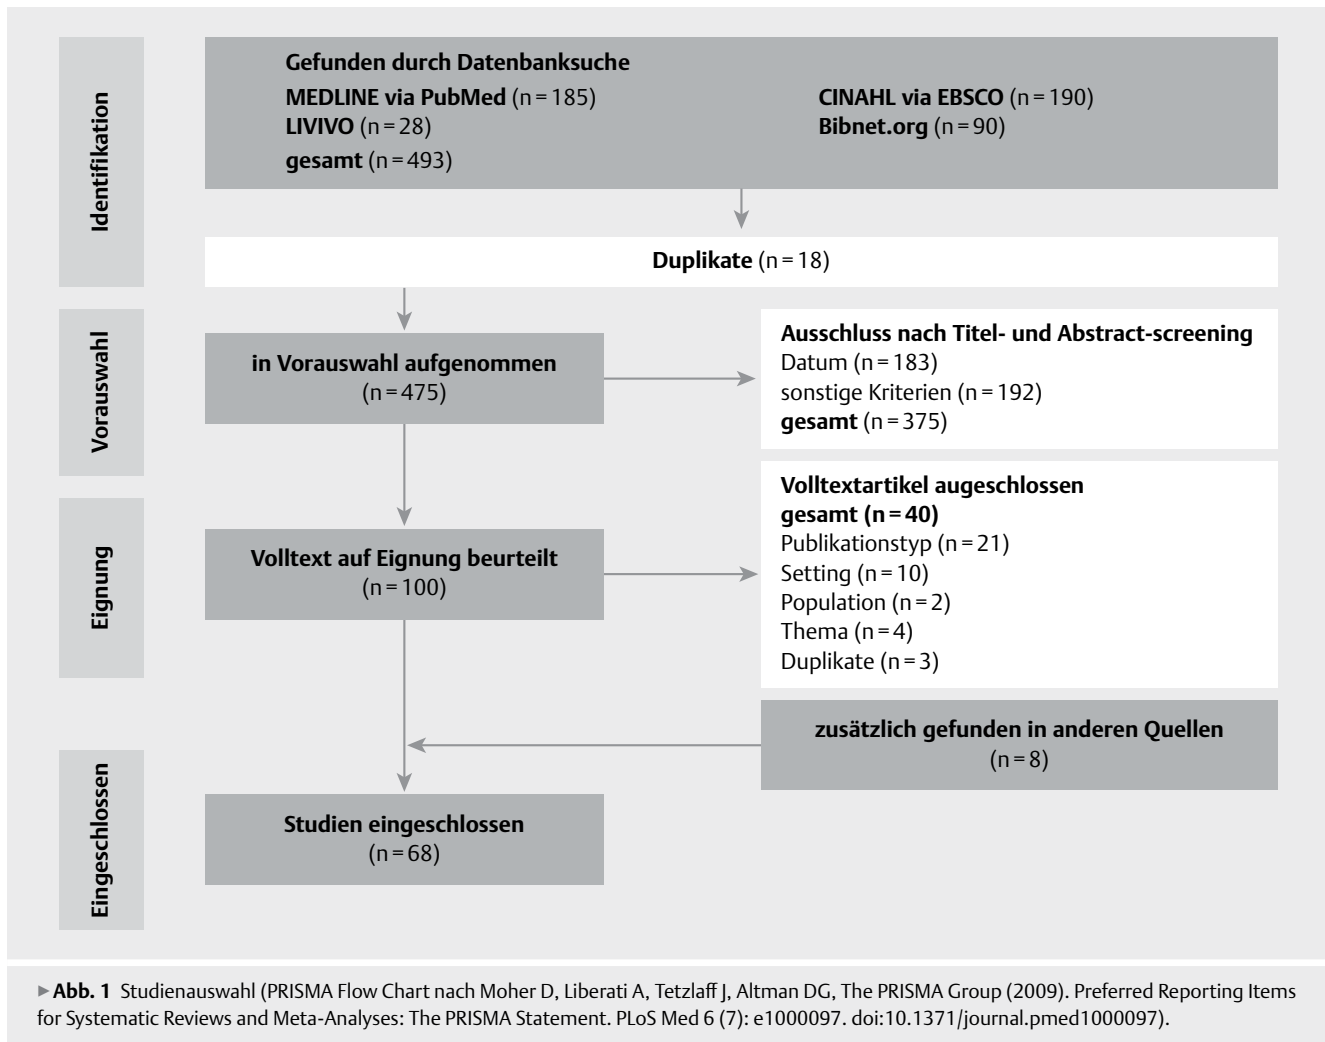 Identifikation
Gefunden durch Datenbanksuche
MEDLINE via PubMed (n = 185)
CINAHL via EBSCO (n = 190)
LIVIVO (n = 28)
Bibnet.org (n = 90)
gesamt (n = 493)
Duplikate (n = 18)
Vorauswahl
in Vorauswahl aufgenommen
(n = 475)
Ausschluss nach Titel- und Abstract-screening
Datum (n = 183)
sonstige Kriterien (n = 192)
gesamt (n = 375)
Eignung
Volltext auf Eignung beurteilt
(n = 100)
Volltextartikel augeschlossen
gesamt (n = 40)
Publikationstyp (n = 21)
Setting (n = 10)
Population (n = 2)
Thema (n = 4)
Duplikate (n = 3)
zusätzlich gefunden in anderen Quellen
(n = 8)
Eingeschlossen
Studien eingeschlossen
(n = 68)
▶ Abb. 1 Studienauswahl (PRISMA Flow Chart nach Moher D, Liberati A, Tetzlaff J, Altman DG, The PRISMA Group (2009). Preferred Reporting Items
for Systematic Reviews and Meta-Analyses: The PRISMA Statement. PLoS Med 6 (7): e1000097. doi:10.1371/journal.pmed1000097).